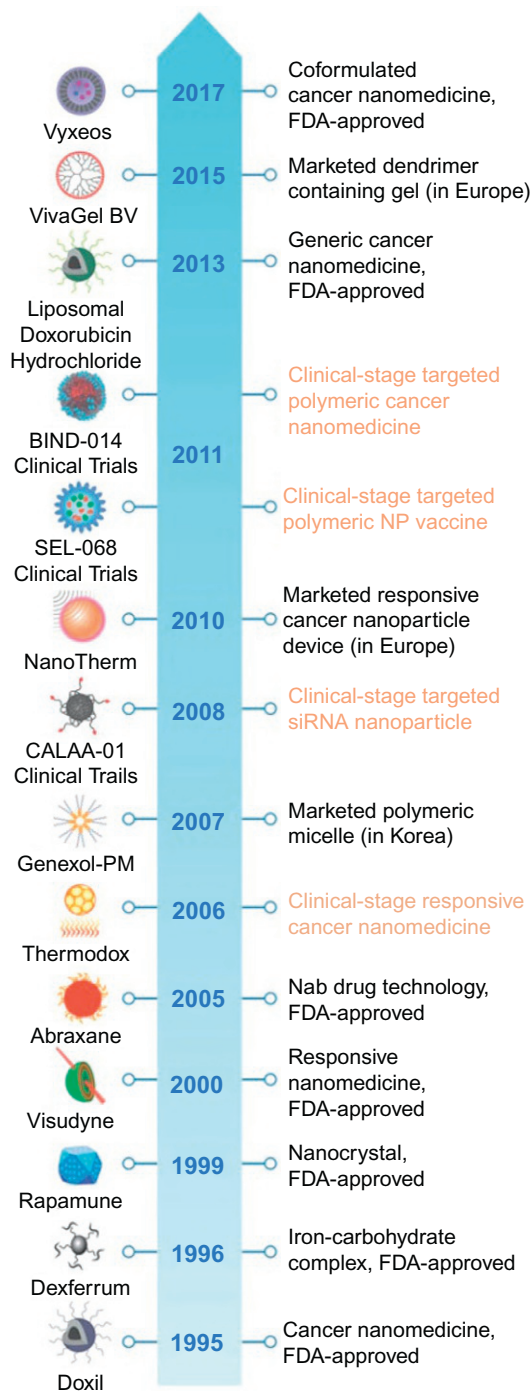 2017
Coformulated
cancer nanomedicine,
FDA-approved
Vyxeos
2015
Marketed dendrimer
containing gel (in Europe)
VivaGel BV
2013
Generic cancer
nanomedicine,
FDA-approved
Liposomal
Doxorubicin
Hydrochloride
Clinical-stage targeted
polymeric cancer
nanomedicine
BIND-014
Clinical Trials
2011
Clinical-stage targeted
polymeric NP vaccine
SEL-068
Clinical Trials
2010
Marketed responsive
cancer nanoparticle
device (in Europe)
NanoTherm
2008
Clinical-stage targeted
siRNA nanoparticle
CALAA-01
Clinical Trails
2007
Marketed polymeric
micelle (in Korea)
Genexol-PM
2006
Clinical-stage responsive
cancer nanomedicine
Thermodox
2005
Nab drug technology,
FDA-approved
Abraxane
2000
Responsive
nanomedicine,
FDA-approved
Visudyne
1999
Nanocrystal,
FDA-approved
Rapamune
1996
Iron-carbohydrate
complex, FDA-approved
Dexferrum
1995
Cancer nanomedicine,
FDA-approved
Doxil